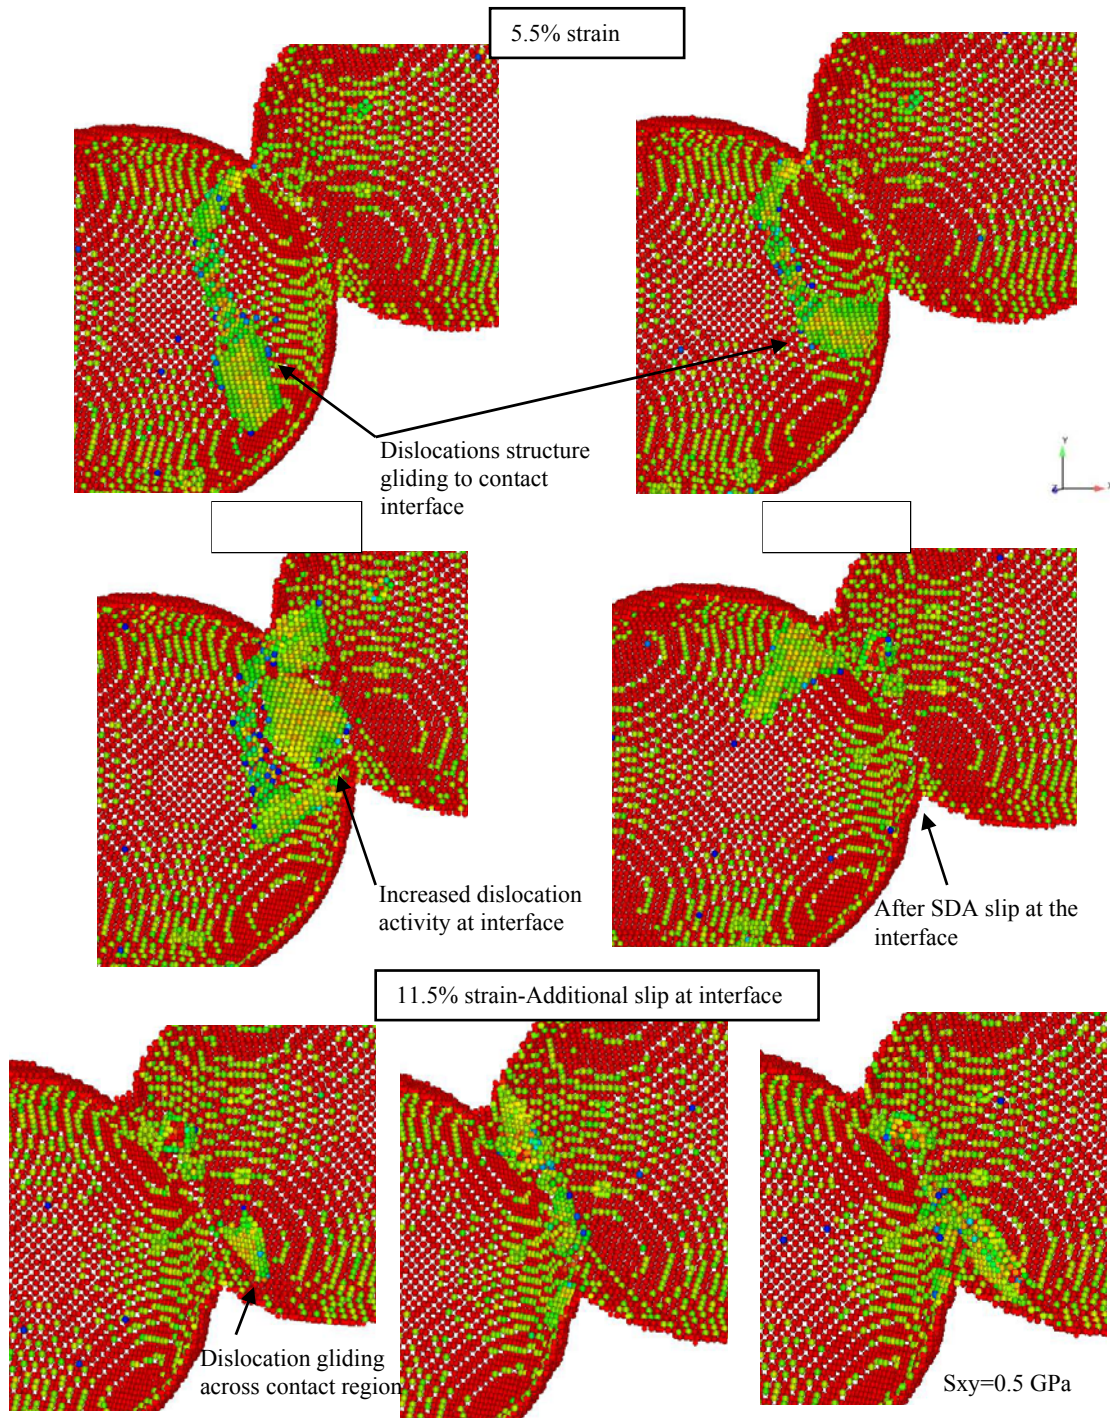 5.5% strain
Dislocations structure
gliding to contact
interface
Y
X
Z
Increased dislocation
activity at interface
After SDA slip at the
interface
11.5% strain-Additional slip at interface
Dislocation gliding
across contact region
Sxy=0.5 GPa